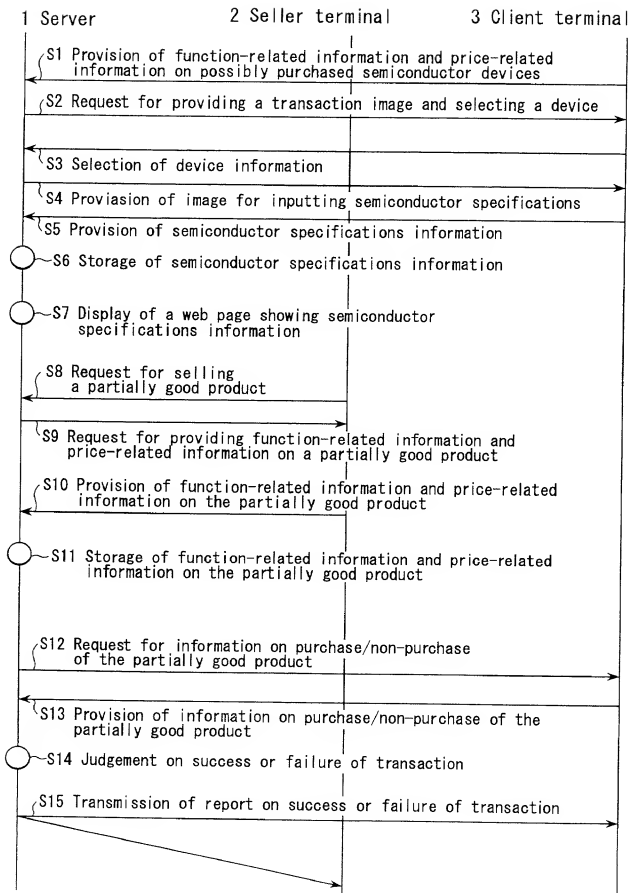 1 Server 2 Seller terminal 3 Client terminal
S1 Provision of function-related information and price-related
information on possibly purchased semiconductor devices
S2 Request for providing a transaction image and selecting a device
S3 Selection of device information
S4 Proviasion of image for inputting semiconductor specifications
S5 Provision of semiconductor specifications information
S6 Storage of semiconductor specifications information
S7 Display of a web page showing semiconductor
specifications information
S8 Request for selling
a partially good product
S9 Request for providing function-related information and
price-related information on a partially good product
S10 Provision of function-related information and price-related
information on the partially good product
S11 Storage of function-related information and price-related
information on the partially good product
S12 Request for information on purchase/non-purchase
of the partially good product
S13 Provision of information on purchase/non-purchase of the
partially good product
S14 Judgement on success or failure of transaction
S15 Transmission of report on success or failure of transaction